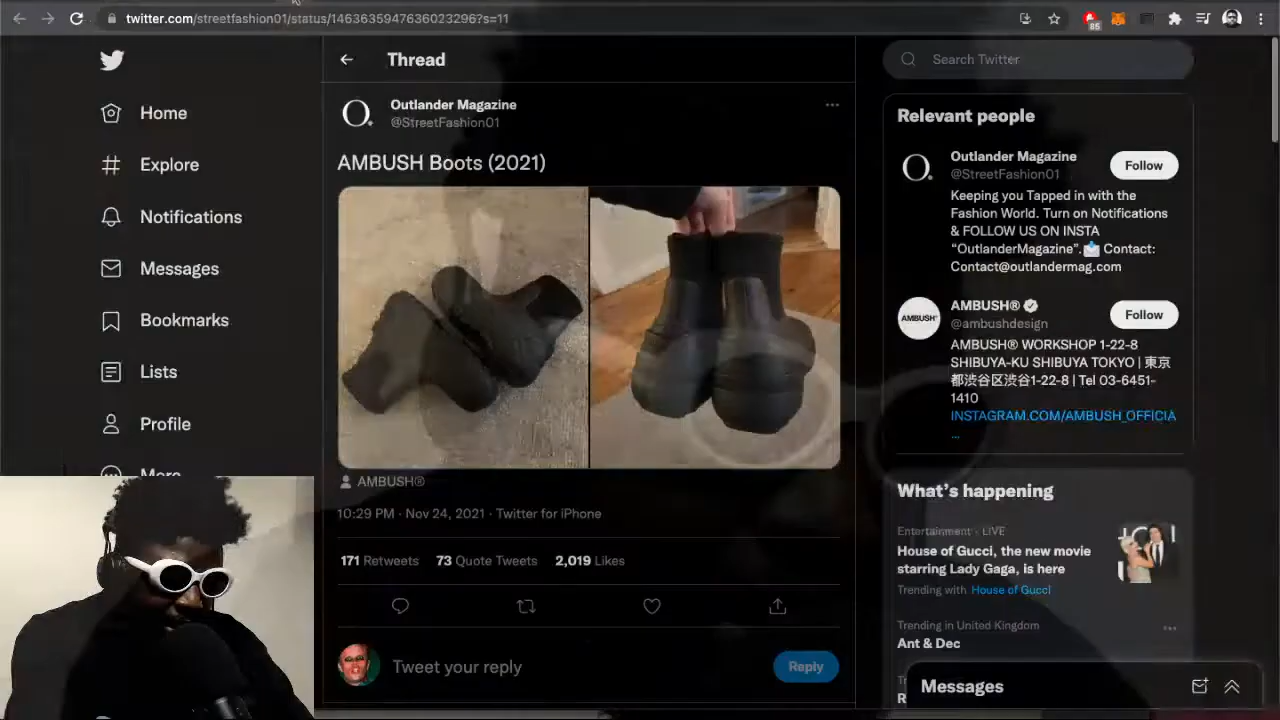 twitter.com/streetfashion01/status/1463635947636023296?s=11
85
Home
Explore
Notifications
Messages
Bookmarks
Lists
Profile
More
Thread
Outlander Magazine
@StreetFashion01
AMBUSH Boots (2021)
AMBUSH®
10:29 PM · Nov 24, 2021 · Twitter for iPhone
171 Retweets 73 Quote Tweets 2,019 Likes
Tweet your reply
Reply
Search Twitter
Relevant people
Outlander Magazine
@StreetFashion01
Follow
Keeping you Tapped in with the
Fashion World. Turn on Notifications
& FOLLOW US ON INSTA
“OutlanderMagazine”.📩 Contact:
Contact@outlandermag.com
AMBUSH®
AMBUSH®
@ambushdesign
Follow
AMBUSH® WORKSHOP 1-22-8
SHIBUYA-KU SHIBUYA TOKYO | 東京
都渋谷区渋谷1-22-8 | Tel 03-6451-
1410
INSTAGRAM.COM/AMBUSH_OFFICIA
...
What’s happening
Entertainment · LIVE
House of Gucci, the new movie
starring Lady Gaga, is here
Trending with House of Gucci
Trending in United Kingdom
Ant & Dec
Messages